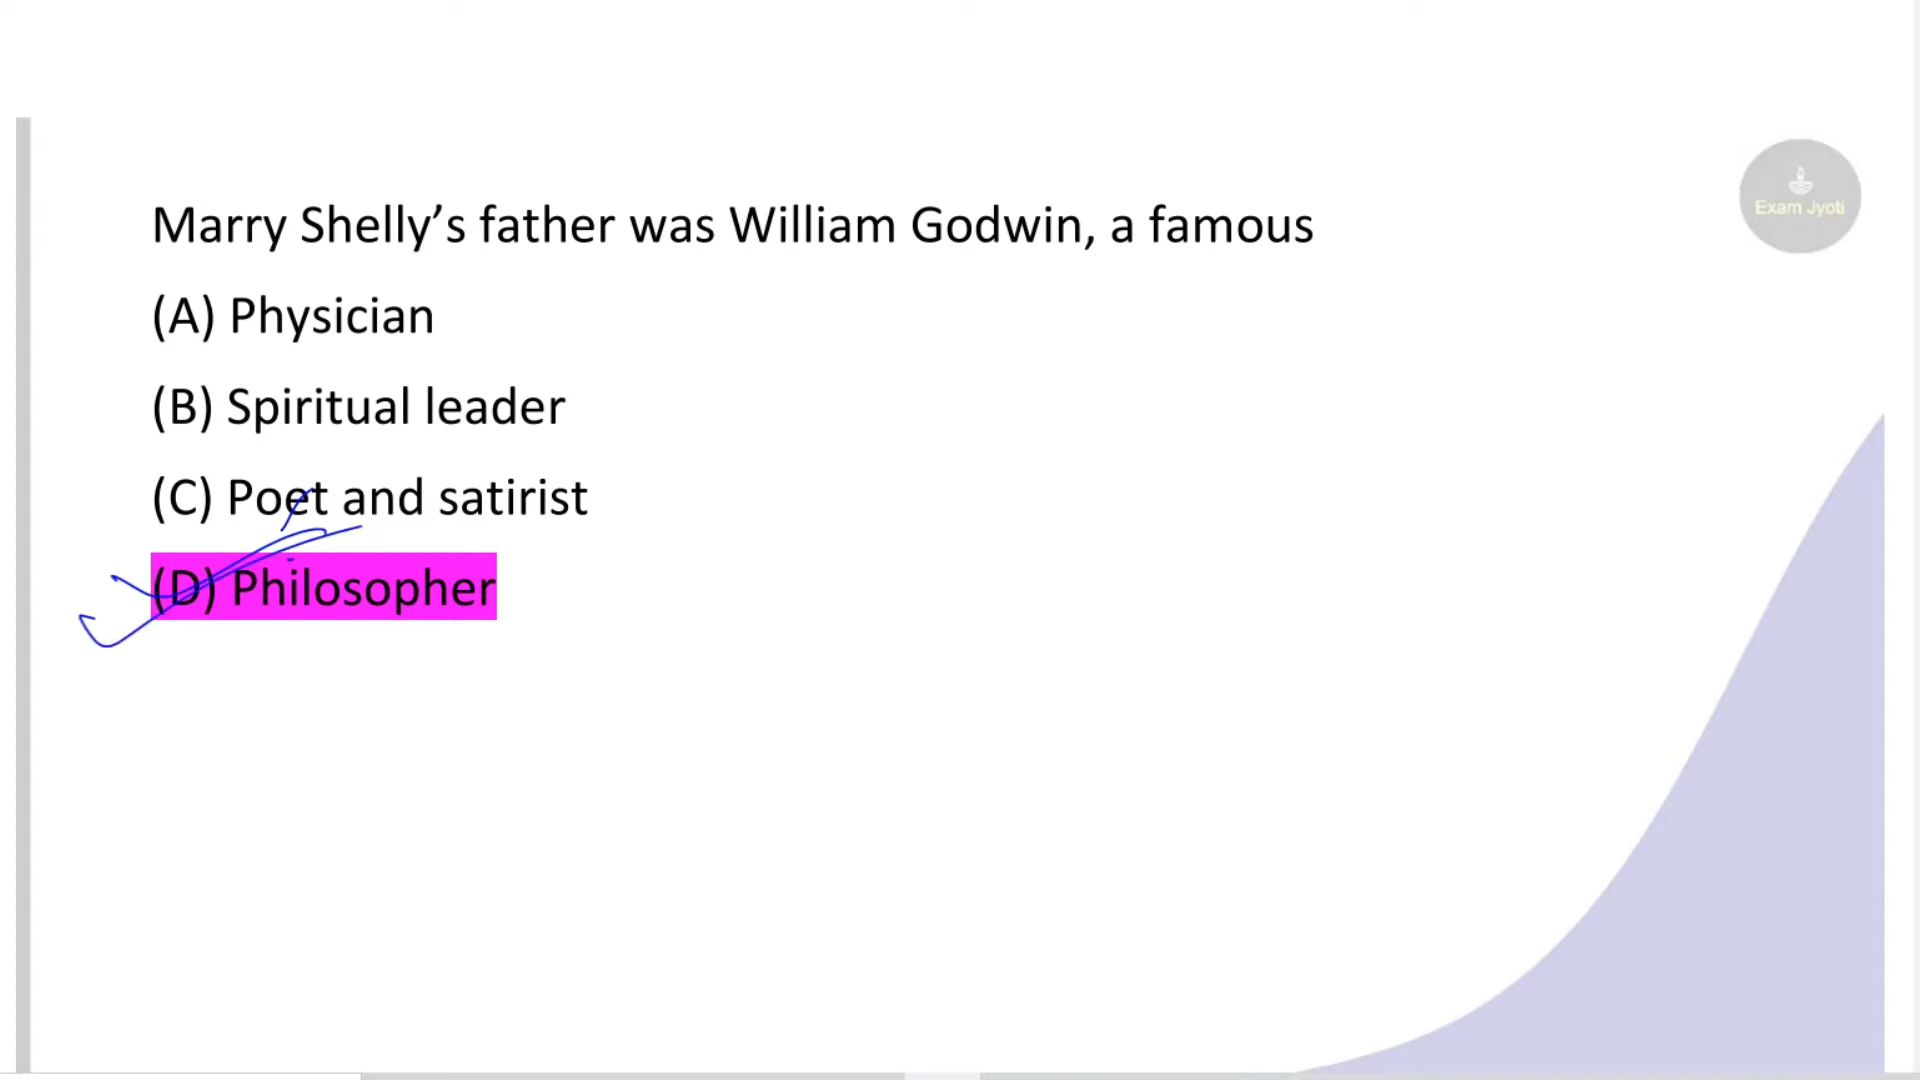 Exam Jyoti
Marry Shelly’s father was William Godwin, a famous
(A) Physician
(B) Spiritual leader
(C) Poet and satirist
(D) Philosopher